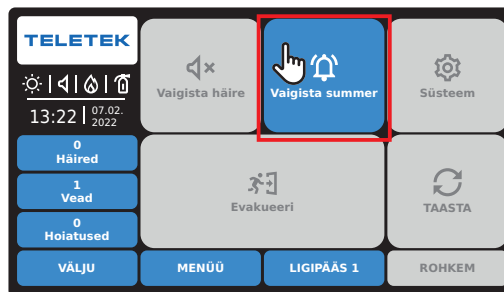 TELETEK
13:22
07.02.
2022
0
Häired
1
Vead
0
Hoiatused
Vaigista häire
Vaigista summer
Süsteem
Evakueeri
TAASTA
VÄLJU
MENÜÜ
LIGIPÄÄS 1
ROHKEM